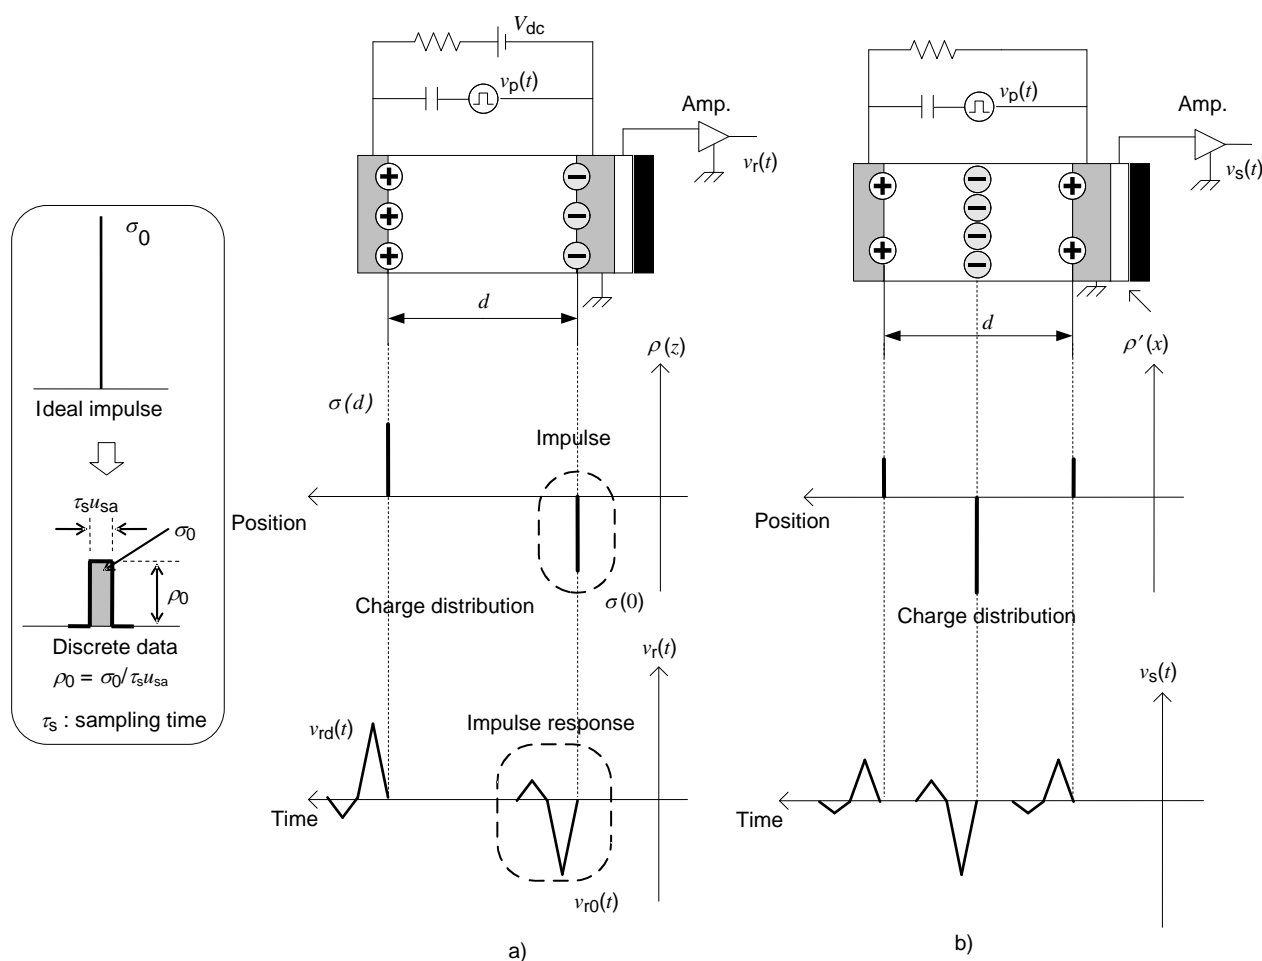 σ0
Ideal impulse
τsusa
σ0
ρ0
Discrete data
ρ0 = σ0/τsusa
τs : sampling time
Vdc
vp(t)
Amp.
vr(t)
+ −
+ −
+ −
d
ρ(z)
σ(d)
Impulse
Position
σ(0)
Charge distribution
vr(t)
Impulse response
vrd(t)
Time
vr0(t)
a)
vp(t)
Amp.
vs(t)
−
+ +
−
−
+ +
−
d
ρ′(x)
Position
Charge distribution
vs(t)
Time
b)